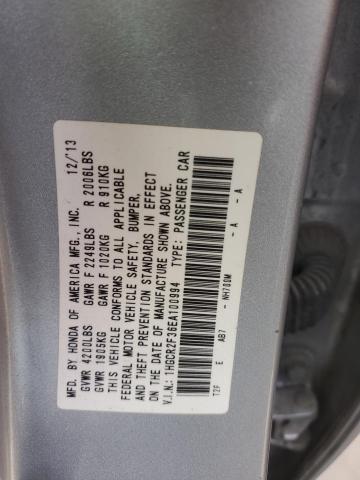 MFD. BY HONDA OF AMERICA MFG., INC. 12/13
GVWR 4200LBS GAWR F 2249LBS R 2006LBS
GVWR 1905KG GAWR F 1020KG R 910KG
THIS VEHICLE CONFORMS TO ALL APPLICABLE
FEDERAL MOTOR VEHICLE SAFETY, BUMPER,
AND THEFT PREVENTION STANDARDS IN EFFECT
ON THE DATE OF MANUFACTURE SHOWN ABOVE.
V.I.N.: 1HGCR2F36EA100994 TYPE: PASSENGER CAR
T2F E AB7 - NH700M - A - A